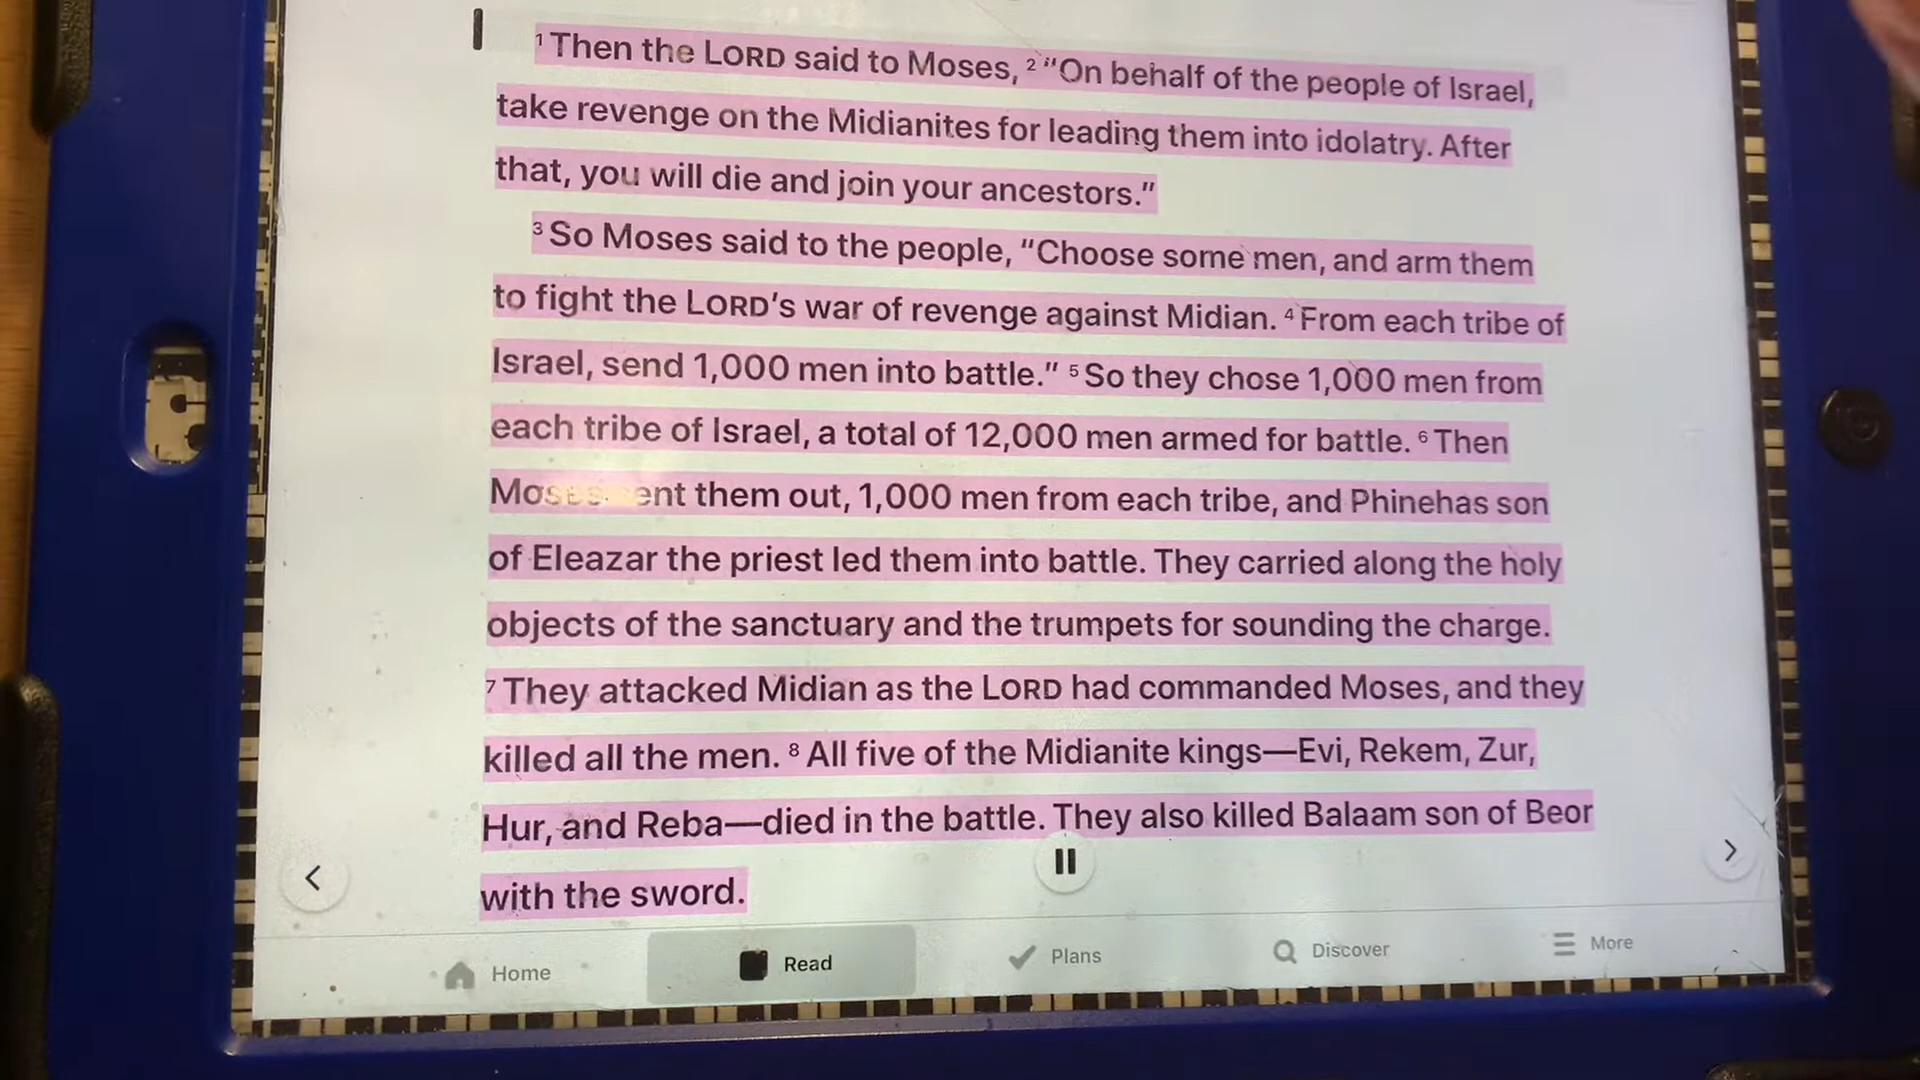 1 Then the LORD said to Moses, 2 "On behalf of the people of Israel,
take revenge on the Midianites for leading them into idolatry. After
that, you will die and join your ancestors."
3 So Moses said to the people, "Choose some men, and arm them
to fight the LORD's war of revenge against Midian. 4 From each tribe of
Israel, send 1,000 men into battle." 5 So they chose 1,000 men from
each tribe of Israel, a total of 12,000 men armed for battle. 6 Then
Moses sent them out, 1,000 men from each tribe, and Phinehas son
of Eleazar the priest led them into battle. They carried along the holy
objects of the sanctuary and the trumpets for sounding the charge.
7 They attacked Midian as the LORD had commanded Moses, and they
killed all the men. 8 All five of the Midianite kings—Evi, Rekem, Zur,
Hur, and Reba—died in the battle. They also killed Balaam son of Beor
with the sword.
Home
Read
Plans
Discover
More